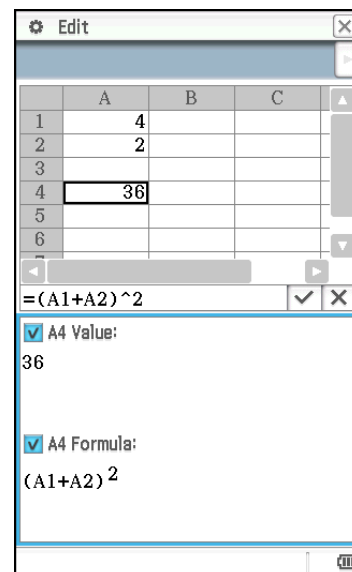 Edit
A B C
1 4
2 2
3
4 36
5
6
=(A1+A2)^2
A4 Value:
36
A4 Formula:
(A1+A2)²